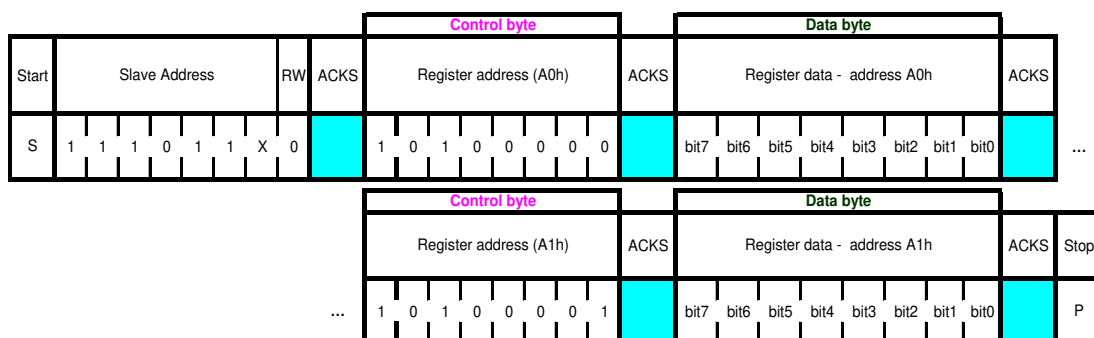 Control byte Data byte
Start Slave Address RW ACKS Register address (A0h) ACKS Register data - address A0h ACKS
S 1 1 1 0 1 1 X 0 1 0 1 0 0 0 0 0 bit7 bit6 bit5 bit4 bit3 bit2 bit1 bit0 ...
Control byte Data byte
Register address (A1h) ACKS Register data - address A1h ACKS Stop
... 1 0 1 0 0 0 0 1 bit7 bit6 bit5 bit4 bit3 bit2 bit1 bit0 P